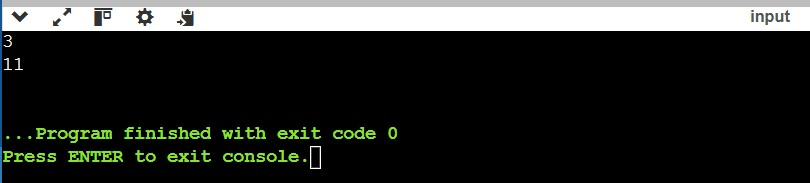 input
3
11
...Program finished with exit code 0
Press ENTER to exit console.